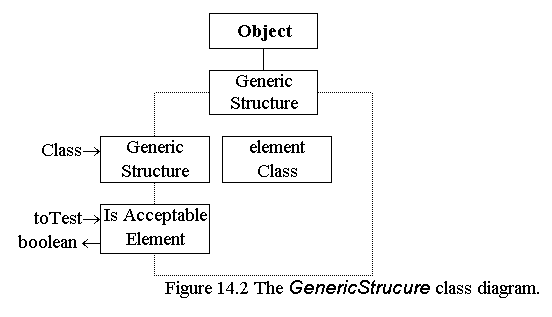 Object
Generic
Structure
Class→ Generic
Structure
element
Class
toTest→ Is Acceptable
boolean ← Element
Figure 14.2 The GenericStrucure class diagram.